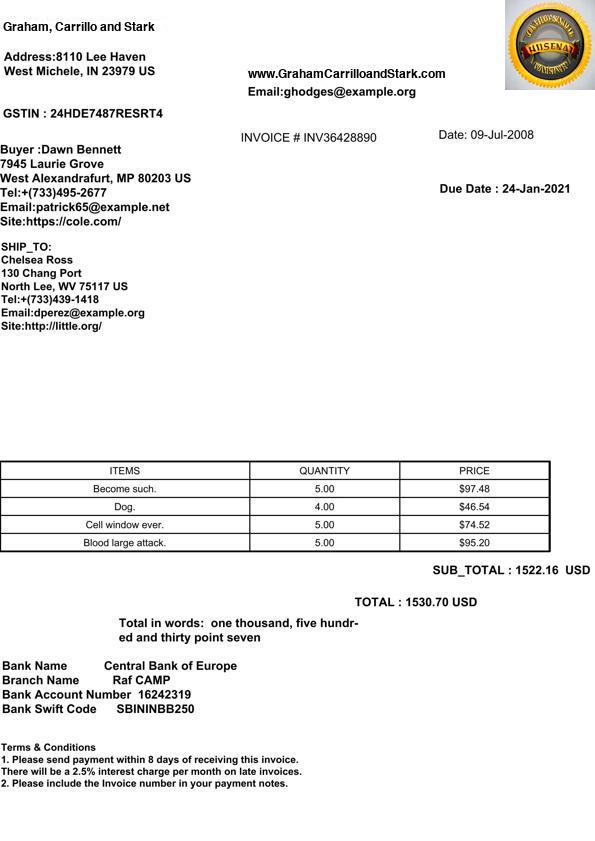 Graham, Carrillo and Stark
Address:8110 Lee Haven
West Michele, IN 23979 US
www.GrahamCarrilloandStark.com
Email:ghodges@example.org
GSTIN : 24HDE7487RESRT4
INVOICE # INV36428890
Date: 09-Jul-2008
Due Date : 24-Jan-2021
Buyer :Dawn Bennett
7945 Laurie Grove
West Alexandrafurt, MP 80203 US
Tel:+(733)495-2677
Email:patrick65@example.net
Site:https://cole.com/
SHIP_TO:
Chelsea Ross
130 Chang Port
North Lee, WV 75117 US
Tel:+(733)439-1418
Email:dperez@example.org
Site:http://little.org/
ITEMS QUANTITY PRICE
Become such. 5.00 $97.48
Dog. 4.00 $46.54
Cell window ever. 5.00 $74.52
Blood large attack. 5.00 $95.20
SUB_TOTAL : 1522.16 USD
TOTAL : 1530.70 USD
Total in words: one thousand, five hundr-
ed and thirty point seven
Bank Name Central Bank of Europe
Branch Name Raf CAMP
Bank Account Number 16242319
Bank Swift Code SBININBB250
Terms & Conditions
1. Please send payment within 8 days of receiving this invoice.
There will be a 2.5% interest charge per month on late invoices.
2. Please include the Invoice number in your payment notes.